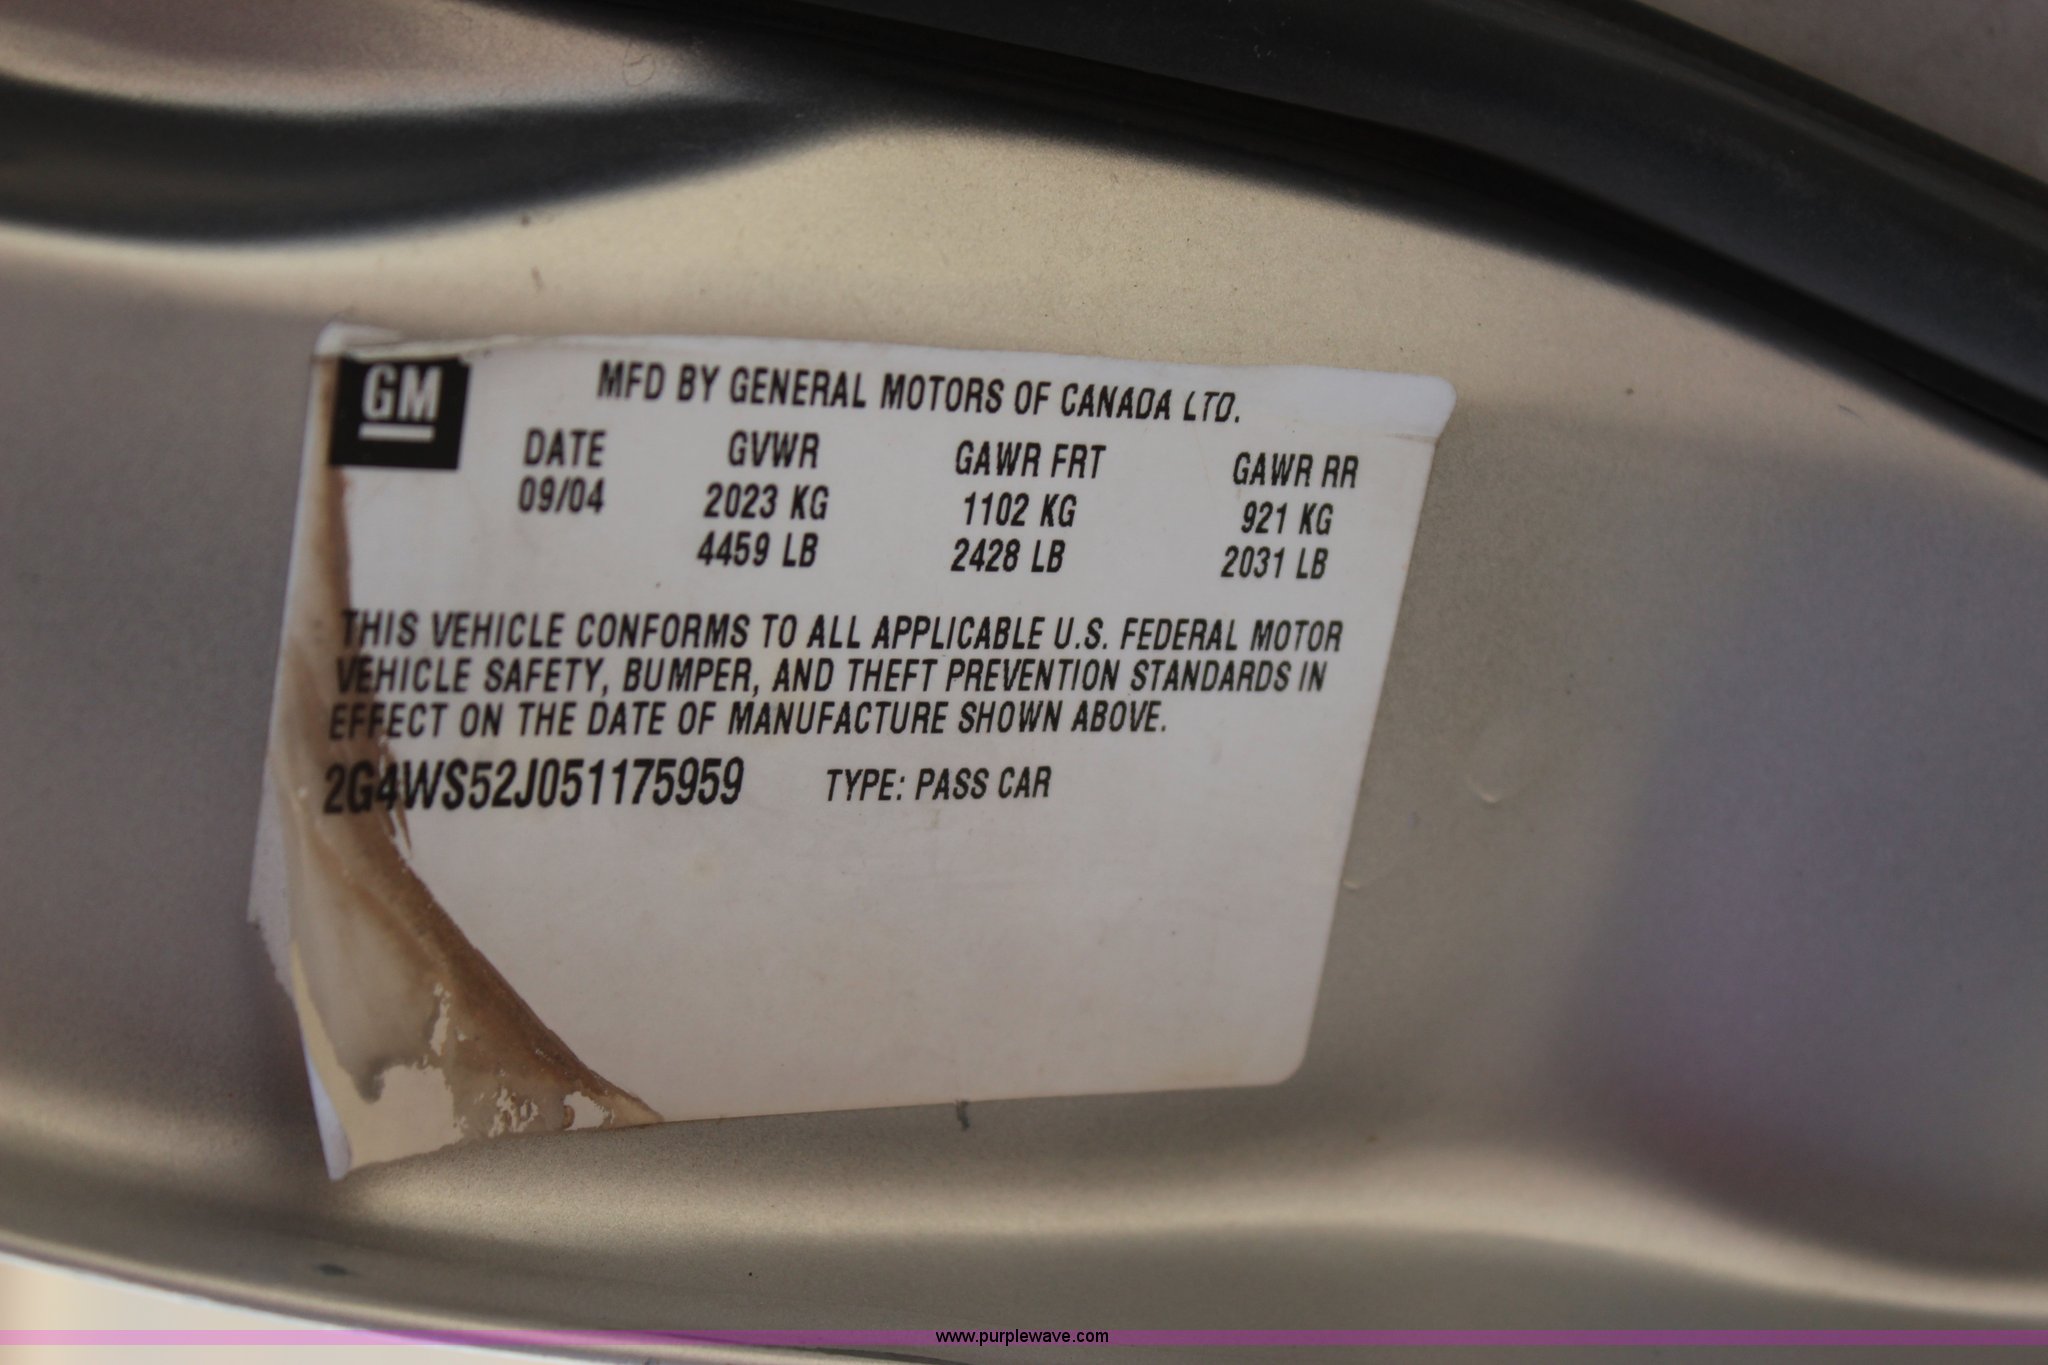 GM
MFD BY GENERAL MOTORS OF CANADA LTD.
DATE GVWR GAWR FRT GAWR RR
09/04 2023 KG 1102 KG 921 KG
4459 LB 2428 LB 2031 LB
THIS VEHICLE CONFORMS TO ALL APPLICABLE U.S. FEDERAL MOTOR
VEHICLE SAFETY, BUMPER, AND THEFT PREVENTION STANDARDS IN
EFFECT ON THE DATE OF MANUFACTURE SHOWN ABOVE.
2G4WS52J051175959 TYPE: PASS CAR
www.purplewave.com